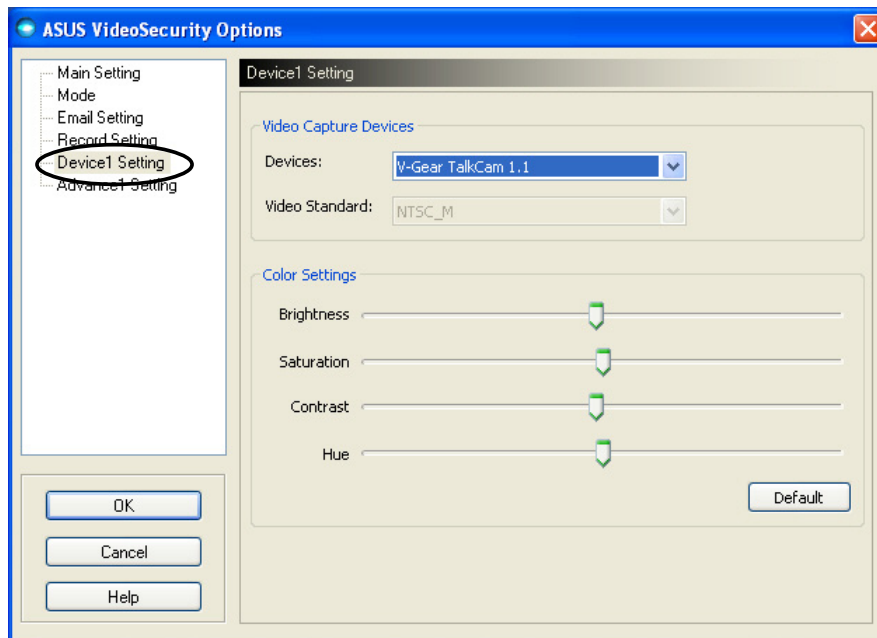 ASUS VideoSecurity Options
Main Setting
Mode
Email Setting
Record Setting
Device1 Setting
Advance1 Setting
OK
Cancel
Help
Device1 Setting
Video Capture Devices
Devices: V-Gear TalkCam 1.1
Video Standard: NTSC_M
Color Settings
Brightness
Saturation
Contrast
Hue
Default